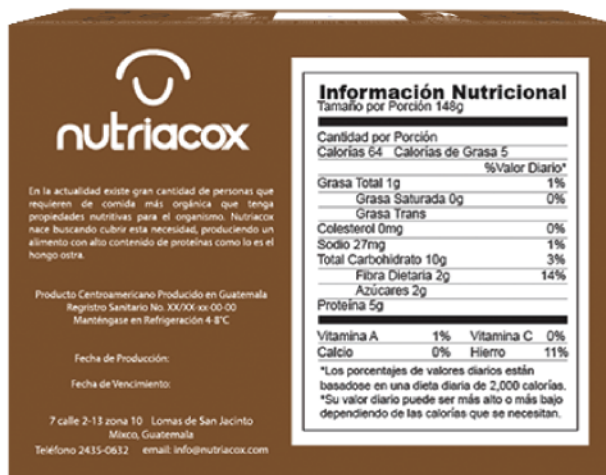 nutriacox
En la actualidad existe gran cantidad de personas que
requieren de comida más orgánica que tenga
propiedades nutritivas para el organismo. Nutriacox
nace buscando cubrir esta necesidad, produciendo un
alimento con alto contenido de proteínas como lo es el
hongo ostra.
Producto Centroamericano Producido en Guatemala
Regristro Sanitario No. XX/XX-xx-00-00
Manténgase en Refrigeración 4-8°C
Fecha de Producción:
Fecha de Vencimiento:
7 calle 2-13 zona 10 Lomas de San Jacinto
Mixco, Guatemala
Teléfono 2435-0632 email: info@nutriacox.com
Información Nutricional
Tamaño por Porción 148g
Cantidad por Porción
Calorías 64 Calorías de Grasa 5
%Valor Diario*
Grasa Total 1g 1%
Grasa Saturada 0g 0%
Grasa Trans
Colesterol 0mg 0%
Sodio 27mg 1%
Total Carbohidrato 10g 3%
Fibra Dietaria 2g 14%
Azúcares 2g
Proteína 5g
Vitamina A 1% Vitamina C 0%
Calcio 0% Hierro 11%
*Los porcentajes de valores diarios están
basadose en una dieta diaria de 2,000 calorías.
*Su valor diario puede ser más alto o más bajo
dependiendo de las calorías que se necesitan.